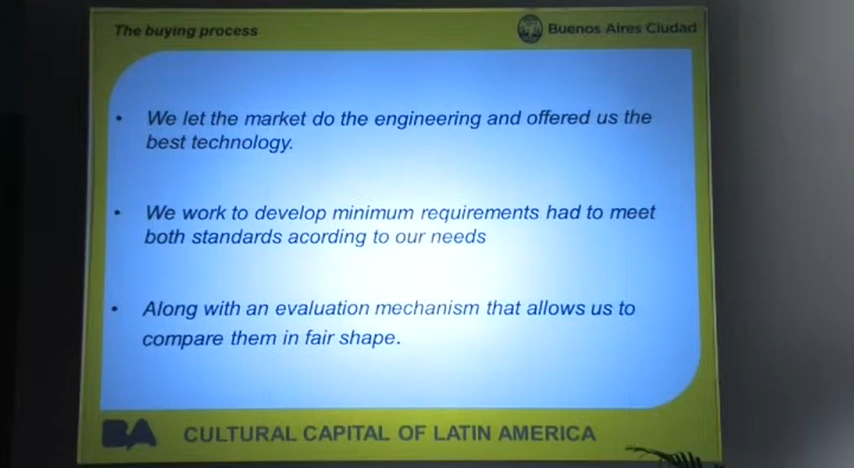 The buying process
Buenos Aires Ciudad
• We let the market do the engineering and offered us the
best technology.
• We work to develop minimum requirements had to meet
both standards acording to our needs
• Along with an evaluation mechanism that allows us to
compare them in fair shape.
BA CULTURAL CAPITAL OF LATIN AMERICA